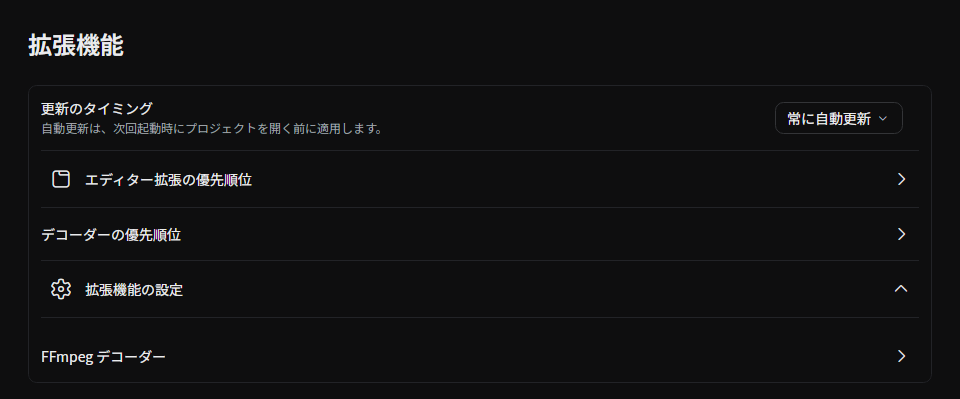 拡張機能
更新のタイミング
自動更新は、次回起動時にプロジェクトを開く前に適用します。
常に自動更新
エディター拡張の優先順位
デコーダーの優先順位
拡張機能の設定
FFmpeg デコーダー